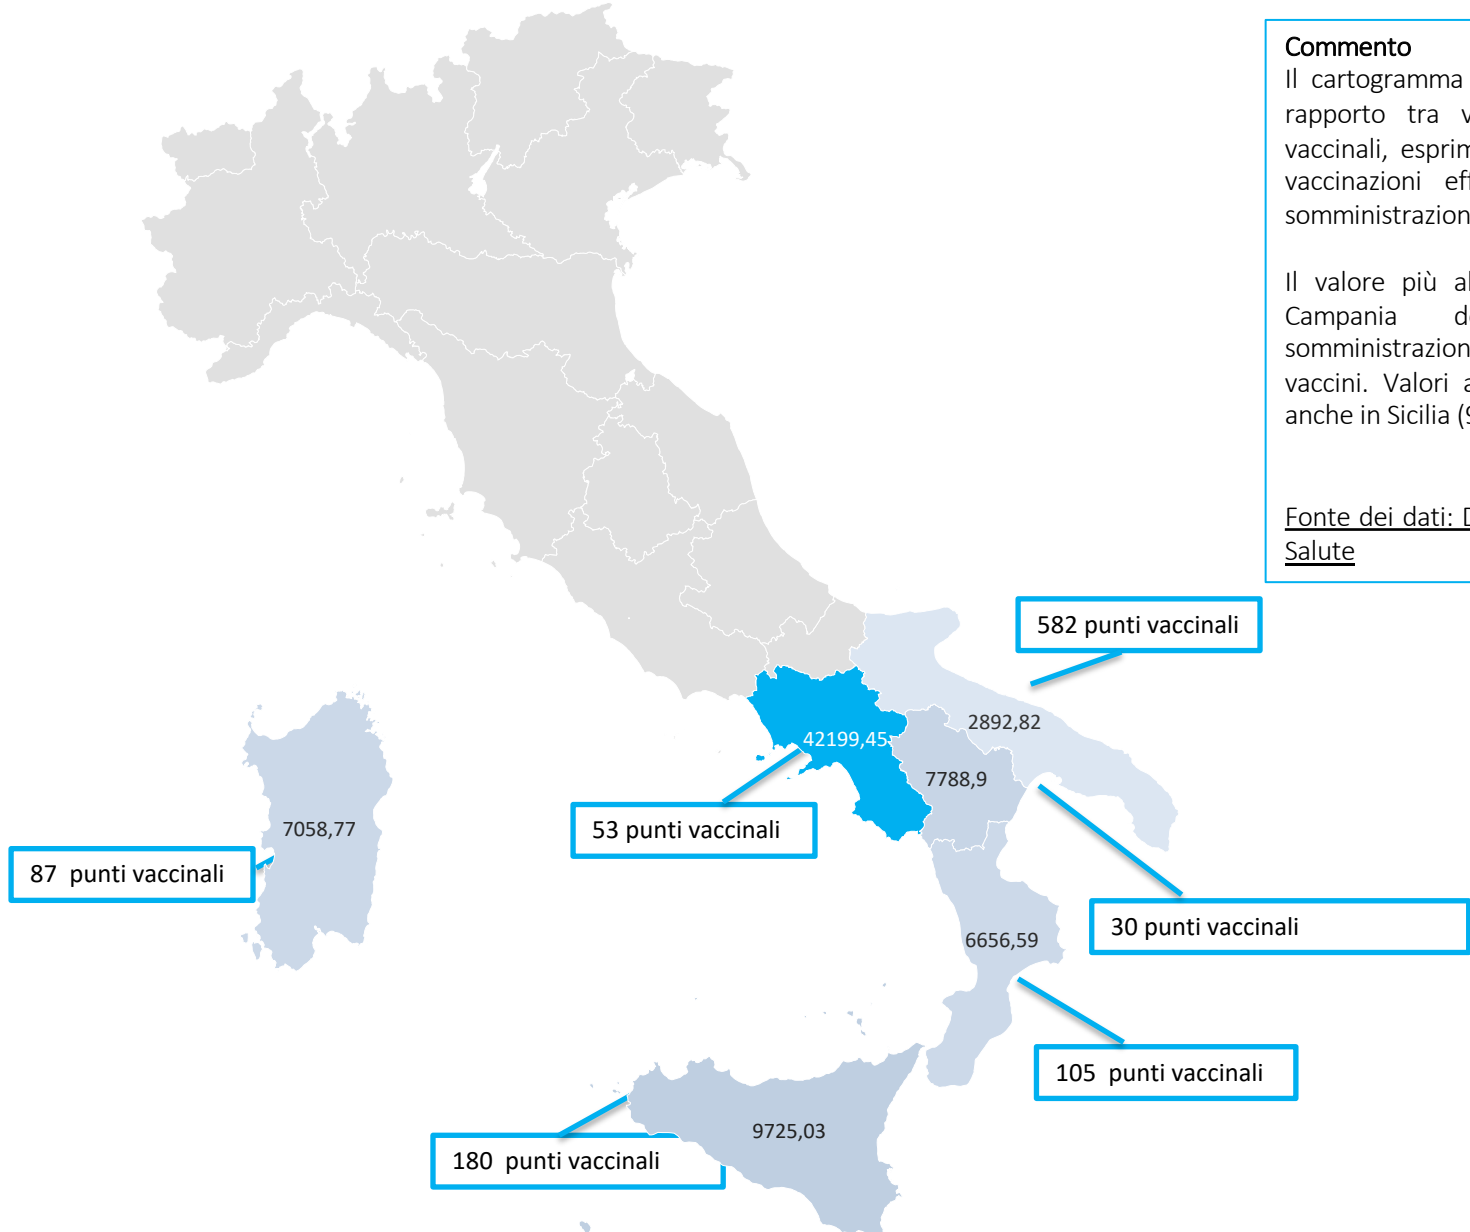 Commento
Il cartogramma
rapporto tra
vaccinali,
vaccinazioni
somministrazion
Il valore più
Campania
somministrazion
vaccini. Valori
anche in Sicilia
Fonte dei dati:
Salute
582 punti vaccinali
2892,82
42199,45
7788,9
53 punti vaccinali
7058,77
87 punti vaccinali
30 punti vaccinali
6656,59
105 punti vaccinali
9725,03
180 punti vaccinali